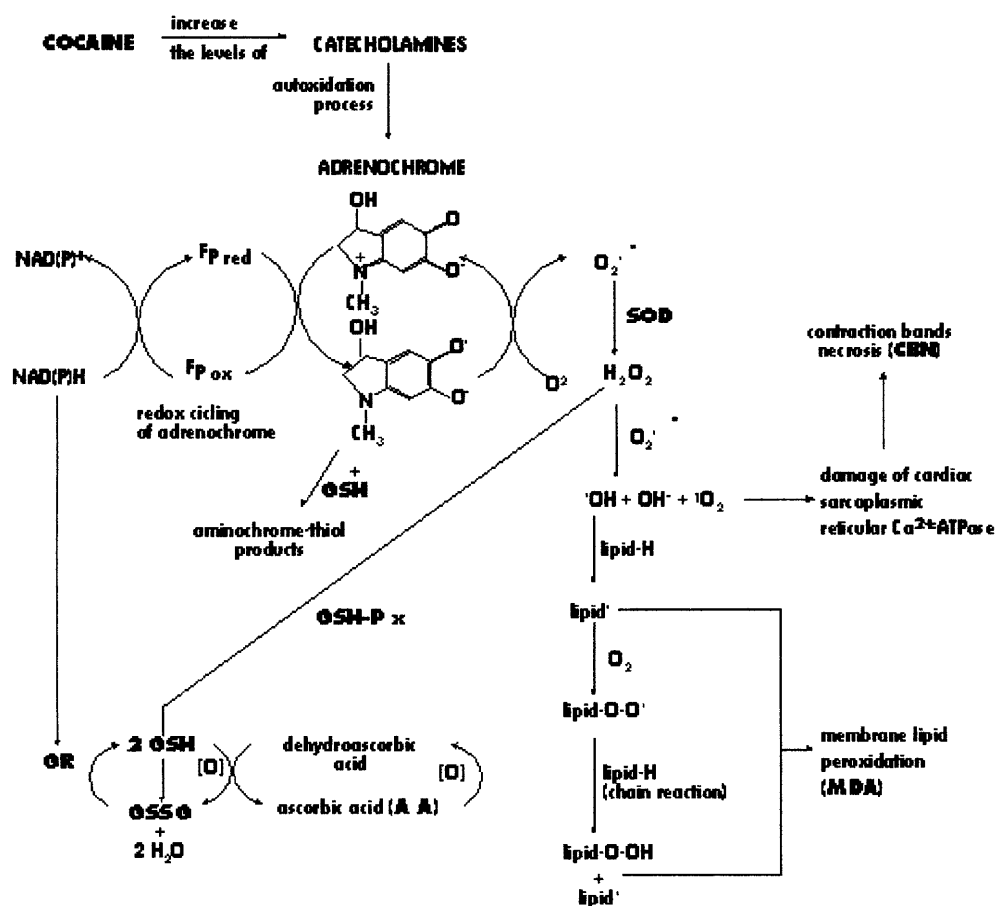 COCAINE
increase
the levels of
CATECHOLAMINES
autoxidation
process
ADRENOCHROME
OH
O
O-
+
N
CH3
NAD(P)+
FP red
O2·-
SOD
OH
O'
O-
N
CH3
NAD(P)H
FP ox
O2
H2O2
redox cicling
of adrenochrome
O2·-
contraction bands
necrosis (CBN)
+
GSH
aminochrome-thiol
products
'OH + OH- + 1O2
damage of cardiac
sarcoplasmic
reticular Ca2+-ATPase
lipid-H
GSH-P x
lipid'
O2
lipid-O-O'
GR
2 GSH
[O]
dehydroascorbic
acid
[O]
GSSG
ascorbic acid (A A)
+
2 H2O
lipid-H
(chain reaction)
membrane lipid
peroxidation
(MDA)
lipid-O-OH
+
lipid'